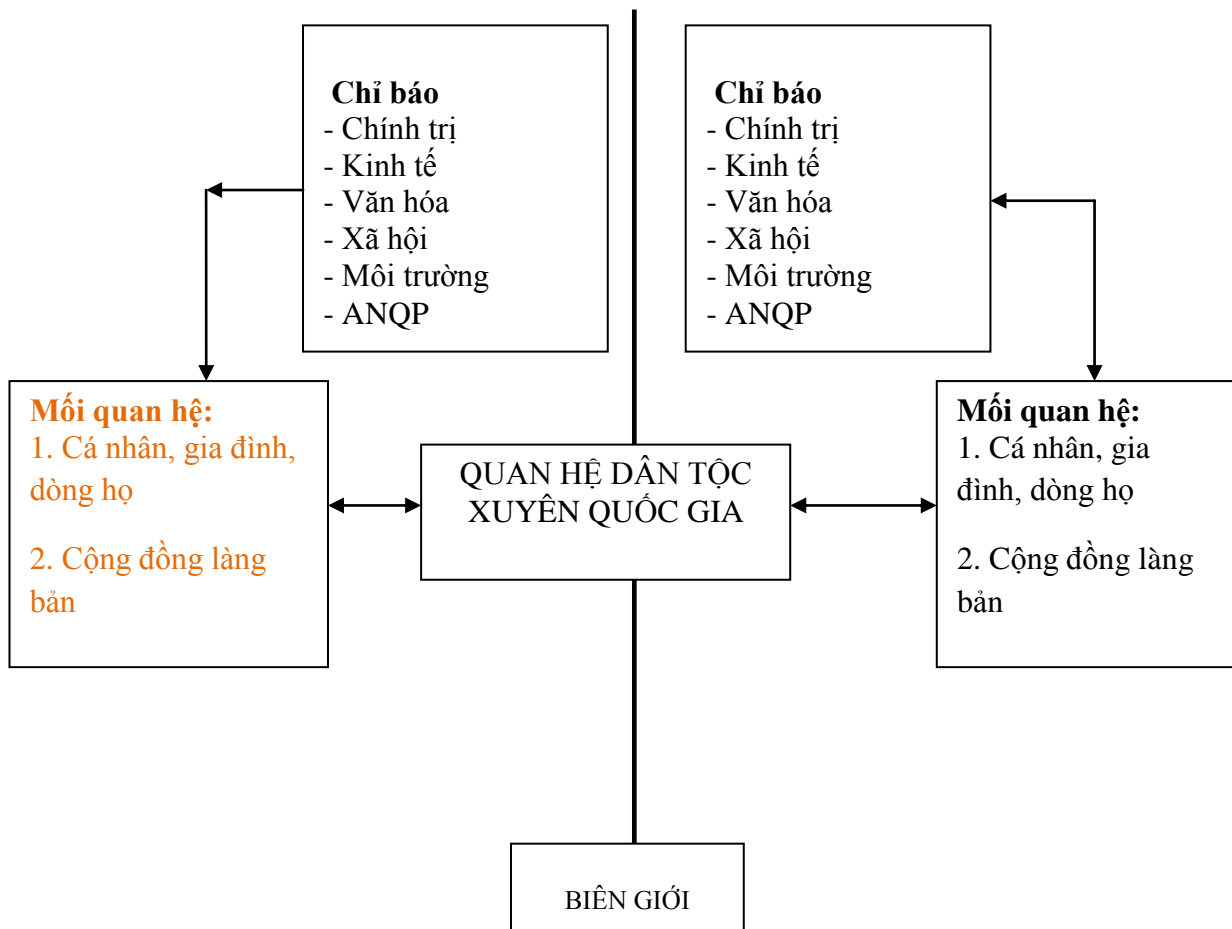 Chỉ báo
- Chính trị
- Kinh tế
- Văn hóa
- Xã hội
- Môi trường
- ANQP
Chỉ báo
- Chính trị
- Kinh tế
- Văn hóa
- Xã hội
- Môi trường
- ANQP
Mối quan hệ:
1. Cá nhân, gia đình,
dòng họ
2. Cộng đồng làng
bản
QUAN HỆ DÂN TỘC
XUYÊN QUỐC GIA
Mối quan hệ:
1. Cá nhân, gia
đình, dòng họ
2. Cộng đồng làng
bản
BIÊN GIỚI